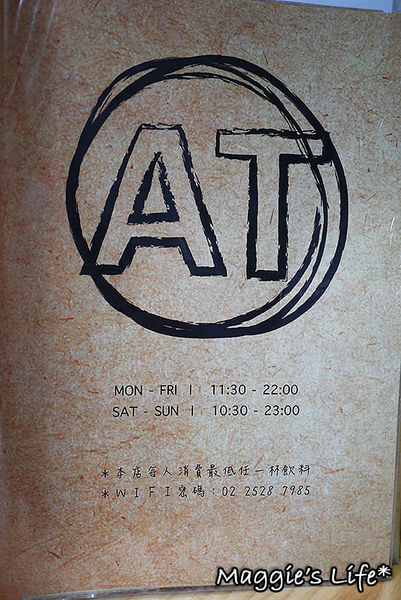 AT
MON - FRI | 11:30 - 22:00
SAT - SUN | 10:30 - 23:00
*本店每人消費最低任一杯飲料
*WIFI密碼:02 2528 7985
Maggie's Life*